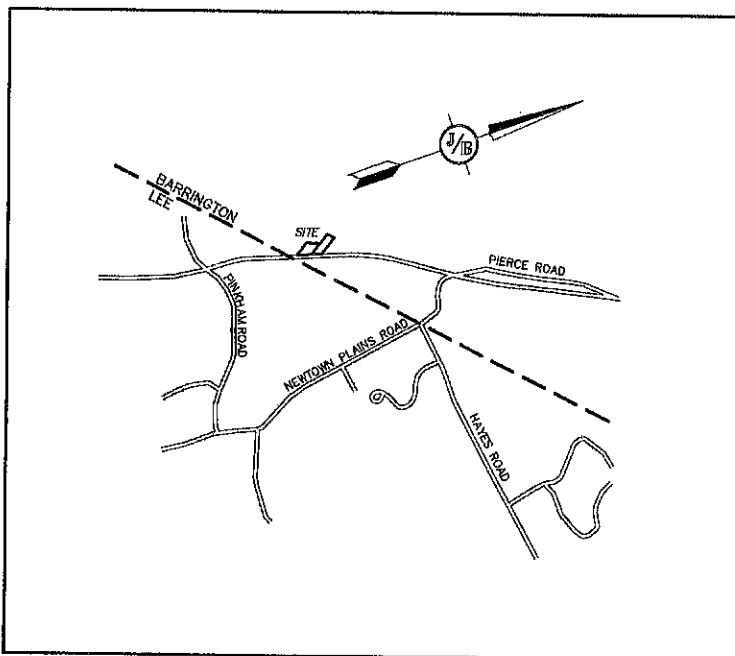 J/B
BARRINGTON
LEE
SITE
PIERCE ROAD
PINKHAM ROAD
NEWTOWN PLAINS ROAD
HAYES ROAD